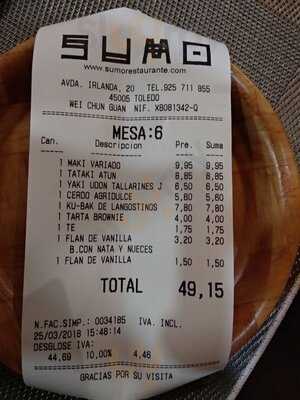 SUMO
www.sumorestaurante.com
AVDA. IRLANDA, 20 TEL.925 711 855
45005 TOLEDO
WEI CHUN GUAN NIF. X8081342-Q
MESA:6
Can. Descripcion Pre. Suma
1 MAKI VARIADO 9,95 9,95
1 TATAKI ATUN 8,85 8,85
1 YAKI UDON TALLARINES J 6,50 6,50
1 CERDO AGRIDULCE 5,60 5,60
1 KU-BAK DE LANGOSTINOS 7,80 7,80
1 TARTA BROWNIE 4,00 4,00
1 TE 1,75 1,75
1 FLAN DE VAINILLA 3,20 3,20
B.CON NATA Y NUECES
1 FLAN DE VAINILLA 1,50 1,50
TOTAL 49,15
N.FAC.SIMP.: 0034185 IVA. INCL.
25/03/2018 15:48:14
DESGLOSE IVA:
44,69 10,00% 4,46
GRACIAS POR SU VISITA